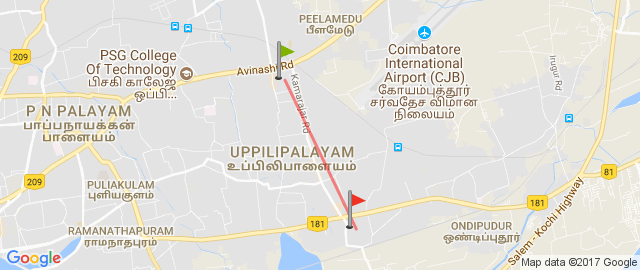 PEELAMEDU
பீளமேடு
PSG College
Of Technology
பிசகி காலேஜ
ஒப்பி...
Avinashi Rd
Kamarajar Rd
Coimbatore
International
Airport (CJB)
கோயம்புத்தூர்
சர்வதேச விமான
நிலையம்
Irugur Rd
209
P N PALAYAM
பாப்பநாயக்கன்
பாளையம்
209
UPPILIPALAYAM
உப்பிலிபாளையம்
PULIAKULAM
புளியகுளம்
RAMANATHAPURAM
ராமநாதபுரம்
181
181
181
81
ONDIPUDUR
ஒண்டிப்புதூர்
Salem - Kochi Highway
Google
Map data ©2017 Google